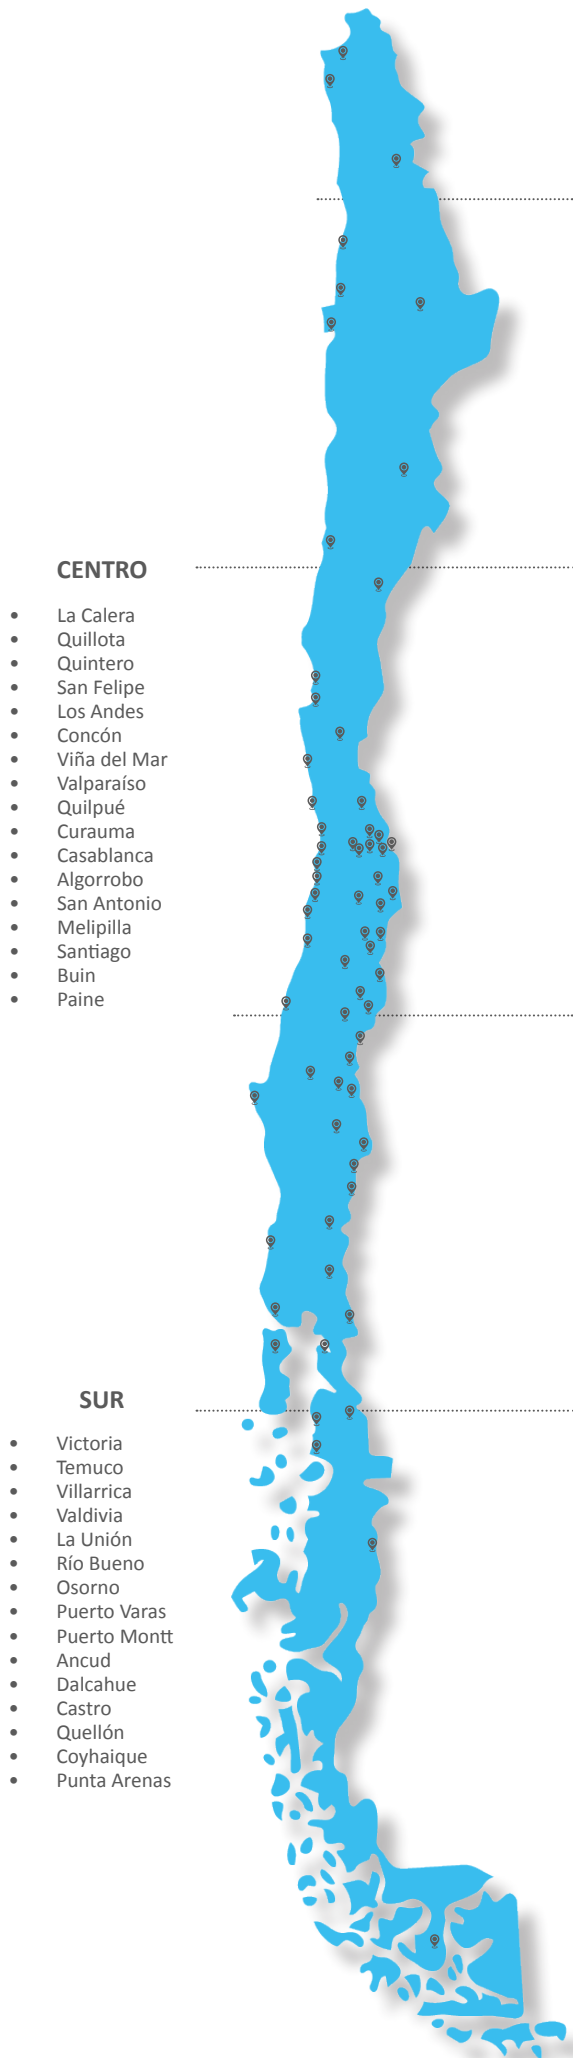 CENTRO
• La Calera
• Quillota
• Quintero
• San Felipe
• Los Andes
• Concón
• Viña del Mar
• Valparaíso
• Quilpué
• Curauma
• Casablanca
• Algorrobo
• San Antonio
• Melipilla
• Santiago
• Buin
• Paine
SUR
• Victoria
• Temuco
• Villarrica
• Valdivia
• La Unión
• Río Bueno
• Osorno
• Puerto Varas
• Puerto Montt
• Ancud
• Dalcahue
• Castro
• Quellón
• Coyhaique
• Punta Arenas